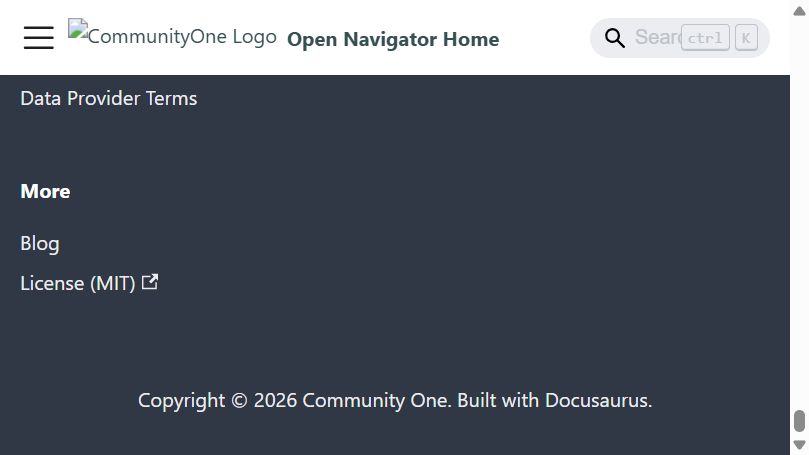 CommunityOne Logo Open Navigator Home Searc ctrl K
Data Provider Terms
More
Blog
License (MIT)
Copyright © 2026 Community One. Built with Docusaurus.